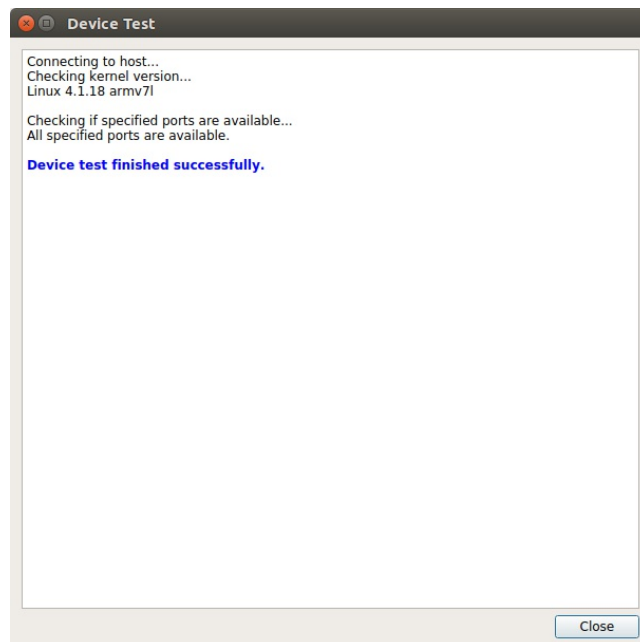 Device Test
Connecting to host...
Checking kernel version...
Linux 4.1.18 armv7l
Checking if specified ports are available...
All specified ports are available.
Device test finished successfully.
Close